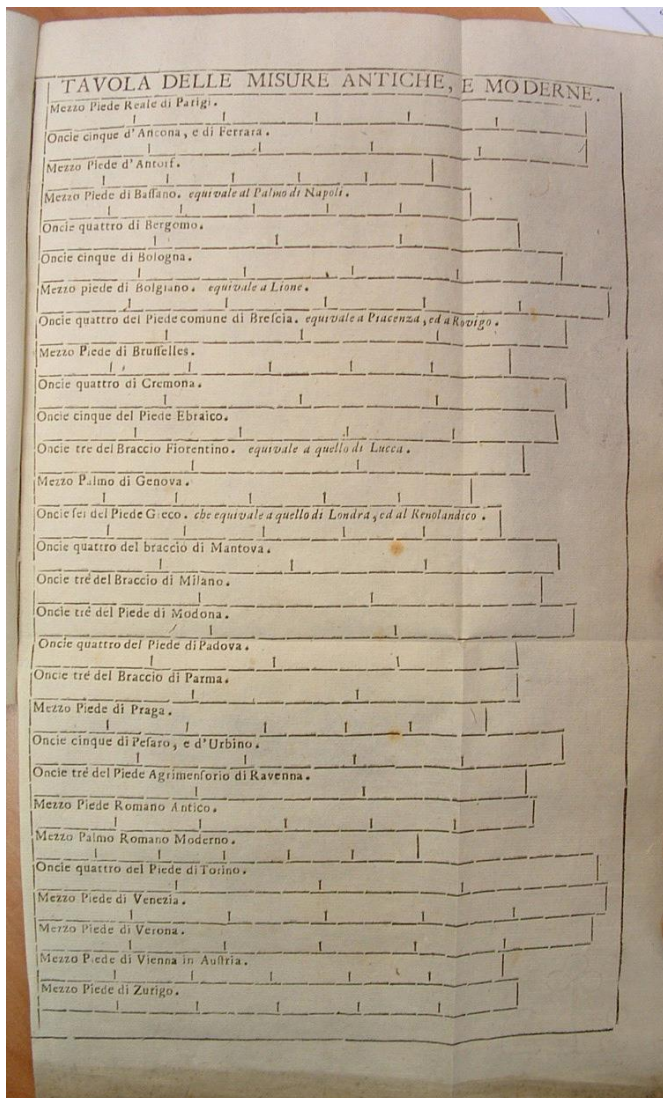 TAVOLA DELLE MISURE ANTICHE, E MODERNE.
Mezzo Piede Reale di Parigi.
Oncie cinque d'Ancona, e di Ferrara.
Mezzo Piede d'Antorf.
Mezzo Piede di Baſſano. equivale al Palmo di Napoli.
Oncie quattro di Bergomo.
Oncie cinque di Bologna.
Mezzo piede di Bolgiano. equivale a Lione.
Oncie quattro del Piede comune di Breſcia. equivale a Piacenza, ed a Rovigo.
Mezzo Piede di Bruſſelles.
Oncie quattro di Cremona.
Oncie cinque del Piede Ebraico.
Oncie tre del Braccio Fiorentino. equivale a quello di Lucca.
Mezzo Palmo di Genova.
Oncie ſei del Piede Greco. che equivale a quello di Londra, ed al Renolandico.
Oncie quattro del braccio di Mantova.
Oncie tré del Braccio di Milano.
Oncie tré del Piede di Modona.
Oncie quattro del Piede di Padova.
Oncie tré del Braccio di Parma.
Mezzo Piede di Praga.
Oncie cinque di Peſaro, e d'Urbino.
Oncie tré del Piede Agrimenſorio di Ravenna.
Mezzo Piede Romano Antico.
Mezzo Palmo Romano Moderno.
Oncie quattro del Piede di Torino.
Mezzo Piede di Venezia.
Mezzo Piede di Verona.
Mezzo Piede di Vienna in Auſtria.
Mezzo Piede di Zurigo.